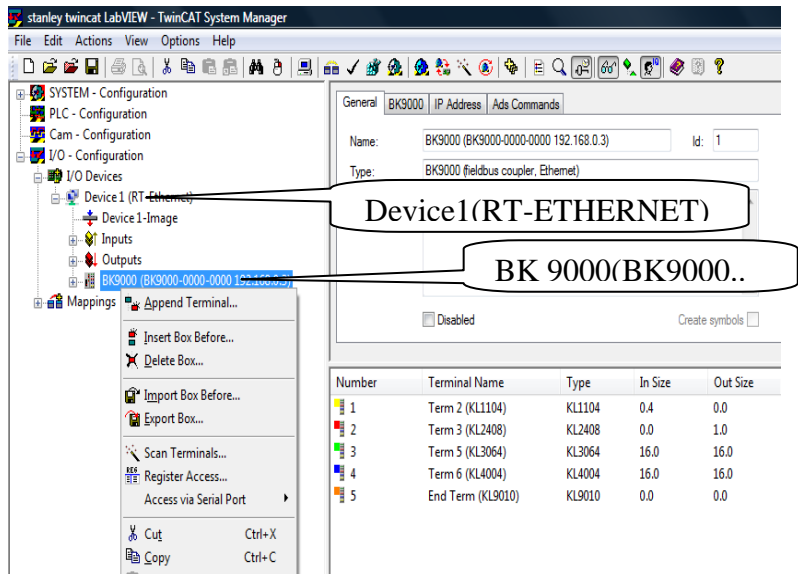 stanley twincat LabVIEW - TwinCAT System Manager
File Edit Actions View Options Help
SYSTEM - Configuration
PLC - Configuration
Cam - Configuration
I/O - Configuration
I/O Devices
Device 1 (RT-Ethernet)
Device 1-Image
Inputs
Outputs
BK9000 (BK9000-0000-0000 192.168.0.3)
Mappings
Append Terminal...
Insert Box Before...
Delete Box...
Import Box Before...
Export Box...
Scan Terminals...
REG Register Access...
Access via Serial Port
Cut Ctrl+X
Copy Ctrl+C
General BK9000 IP Address Ads Commands
Name: BK9000 (BK9000-0000-0000 192.168.0.3) Id: 1
Type: BK9000 (fieldbus coupler, Ethernet)
Device1(RT-ETHERNET)
BK 9000(BK9000..
Disabled Create symbols
Number Terminal Name Type In Size Out Size
1 Term 2 (KL1104) KL1104 0.4 0.0
2 Term 3 (KL2408) KL2408 0.0 1.0
3 Term 5 (KL3064) KL3064 16.0 16.0
4 Term 6 (KL4004) KL4004 16.0 16.0
5 End Term (KL9010) KL9010 0.0 0.0